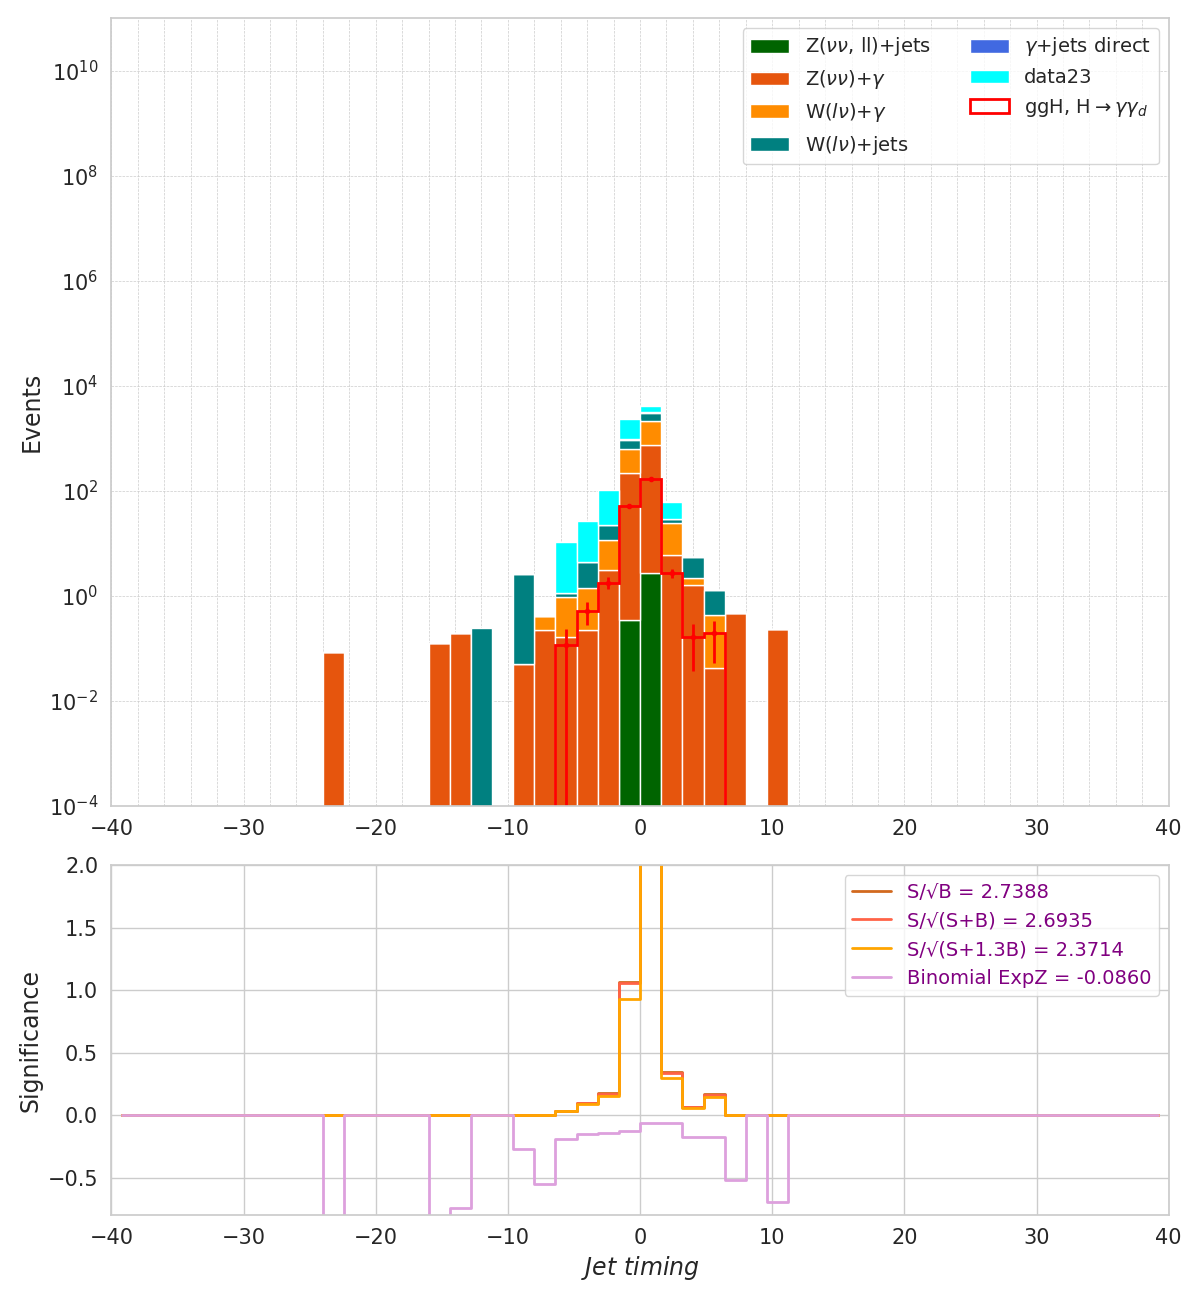 Z(νν, ll)+jets
Z(νν)+γ
W(lν)+γ
W(lν)+jets
γ+jets direct
data23
ggH, H→γγ_d
10^10
10^8
10^6
10^4
10^2
10^0
10^−2
10^−4
Events
−40 −30 −20 −10 0 10 20 30 40
S/√B = 2.7388
S/√(S+B) = 2.6935
S/√(S+1.3B) = 2.3714
Binomial ExpZ = -0.0860
2.0
1.5
1.0
0.5
0.0
−0.5
Significance
−40 −30 −20 −10 0 10 20 30 40
Jet timing